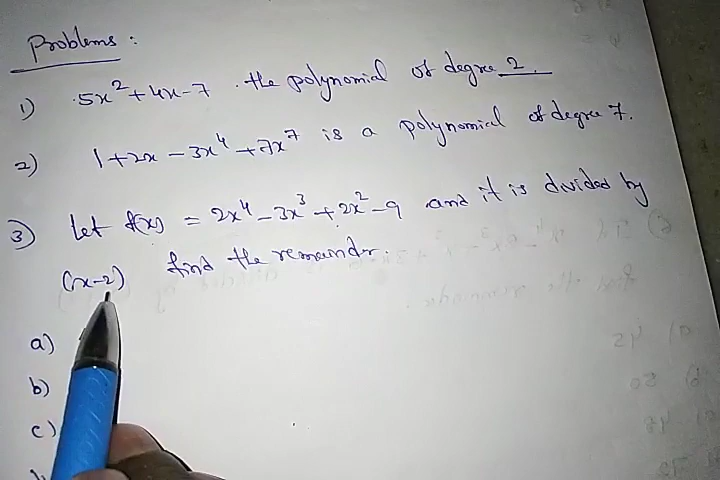 Problems :
1) 5x² + 4x - 7 the polynomial of degree 2.
2) 1 + 2x - 3x⁴ + 7x⁷ is a polynomial of degree 7.
3) Let f(x) = 2x⁴ - 3x³ + 2x² - 9 and it is divided by
(x-2) find the remainder.
a)
b)
c)